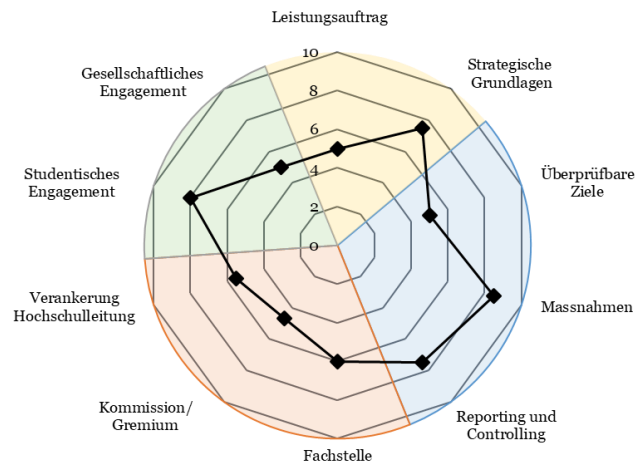 Leistungsauftrag
Strategische
Grundlagen
Überprüfbare
Ziele
Massnahmen
Reporting und
Controlling
Fachstelle
Kommission/
Gremium
Verankerung
Hochschulleitung
Studentisches
Engagement
Gesellschaftliches
Engagement
10
8
6
4
2
0